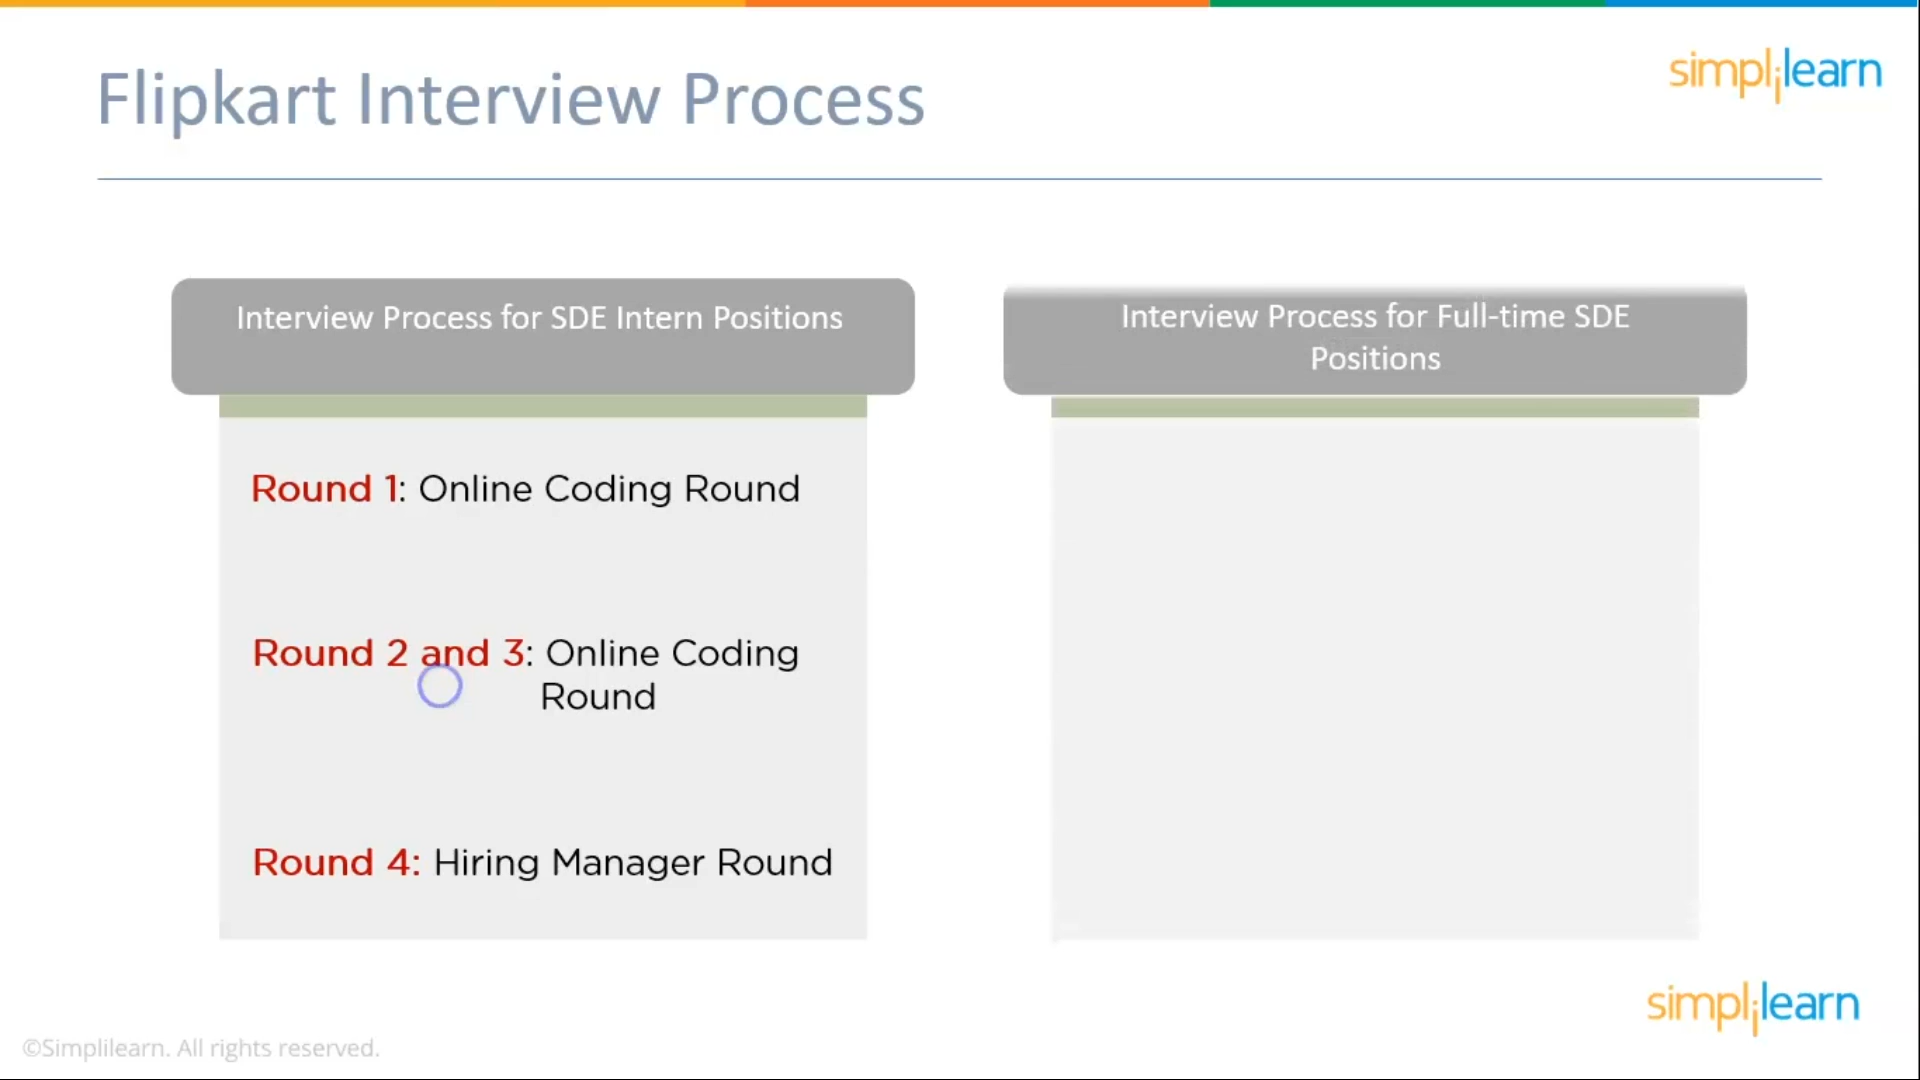 simplilearn
Flipkart Interview Process
Interview Process for SDE Intern Positions
Round 1: Online Coding Round
Round 2 and 3: Online Coding
Round
Round 4: Hiring Manager Round
Interview Process for Full-time SDE
Positions
simplilearn
©Simplilearn. All rights reserved.